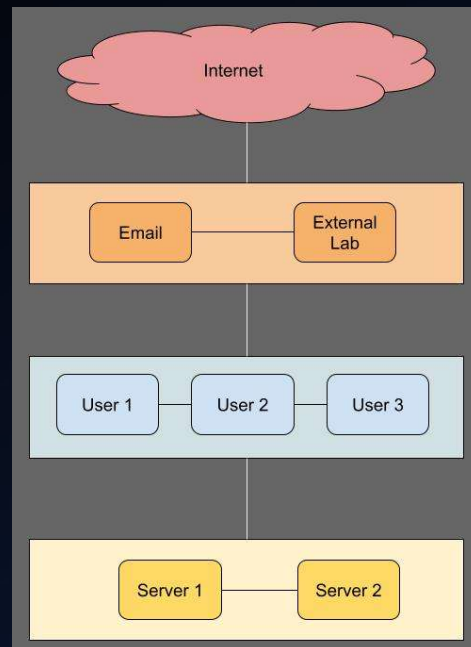 Internet
Email
External
Lab
User 1
User 2
User 3
Server 1
Server 2